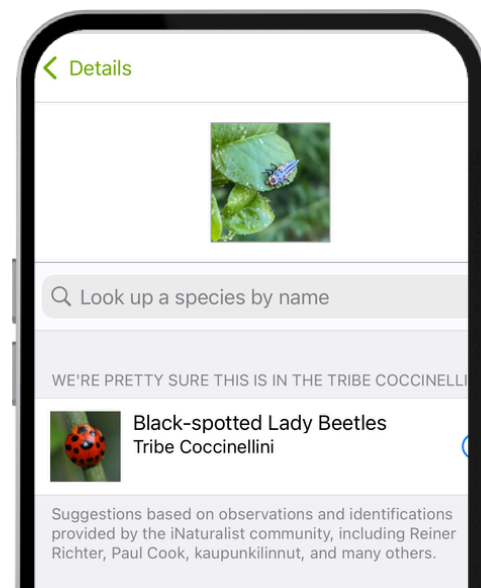 Details
Look up a species by name
WE'RE PRETTY SURE THIS IS IN THE TRIBE COCCINELLI
Black-spotted Lady Beetles
Tribe Coccinellini
Suggestions based on observations and identifications
provided by the iNaturalist community, including Reiner
Richter, Paul Cook, kaupunkilinnut, and many others.